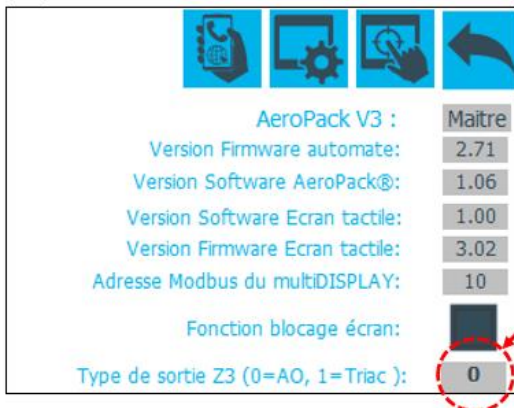 AeroPack V3 : Maitre
Version Firmware automate: 2.71
Version Software AeroPack®: 1.06
Version Software Ecran tactile: 1.00
Version Firmware Ecran tactile: 3.02
Adresse Modbus du multiDISPLAY: 10
Fonction blocage écran:
Type de sortie Z3 (0=AO, 1=Triac ): 0